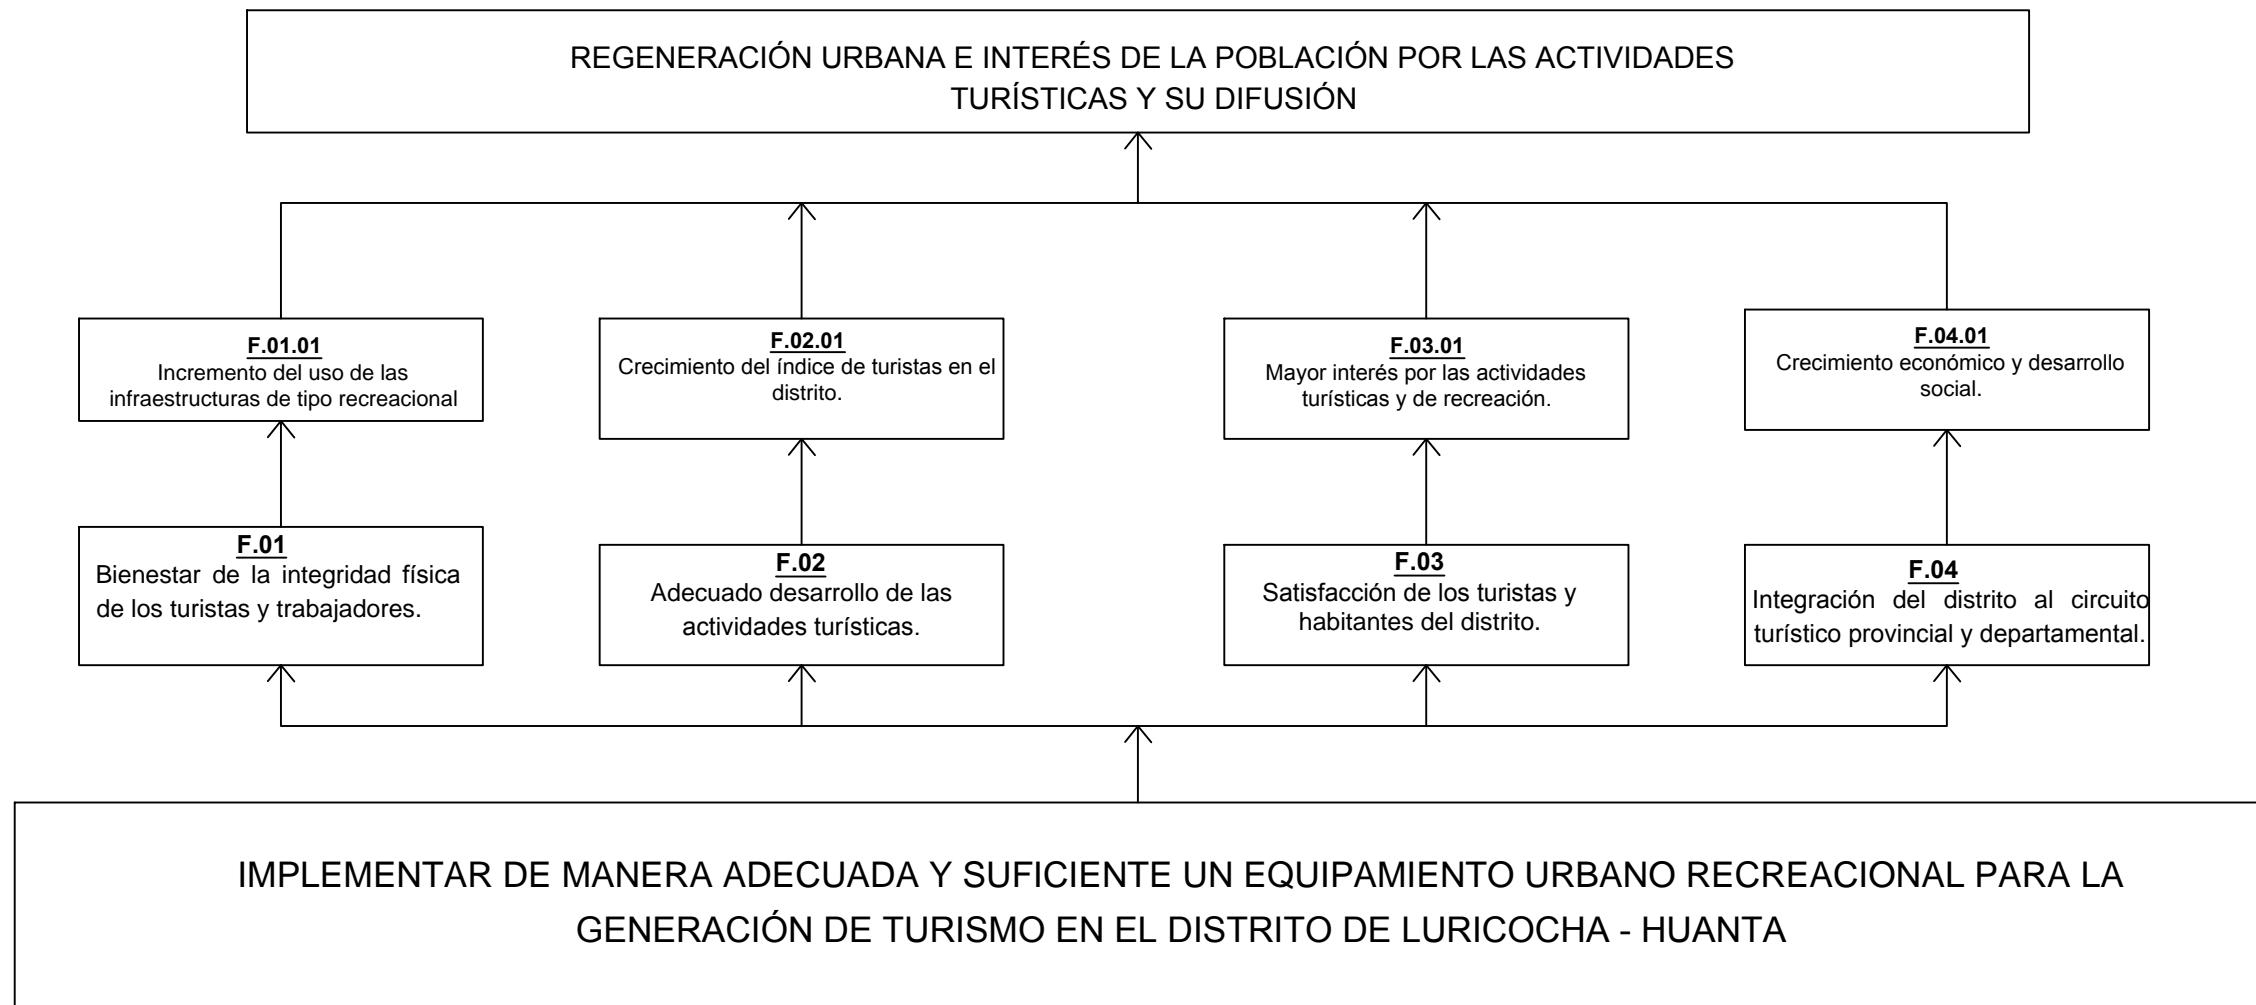 REGENERACIÓN URBANA E INTERÉS DE LA POBLACIÓN POR LAS ACTIVIDADES
TURÍSTICAS Y SU DIFUSIÓN
F.01.01
Incremento del uso de las
infraestructuras de tipo recreacional
F.02.01
Crecimiento del índice de turistas en el
distrito.
F.03.01
Mayor interés por las actividades
turísticas y de recreación.
F.04.01
Crecimiento económico y desarrollo
social.
F.01
Bienestar de la integridad física
de los turistas y trabajadores.
F.02
Adecuado desarrollo de las
actividades turísticas.
F.03
Satisfacción de los turistas y
habitantes del distrito.
F.04
Integración del distrito al circuito
turístico provincial y departamental.
IMPLEMENTAR DE MANERA ADECUADA Y SUFICIENTE UN EQUIPAMIENTO URBANO RECREACIONAL PARA LA
GENERACIÓN DE TURISMO EN EL DISTRITO DE LURICOCHA - HUANTA